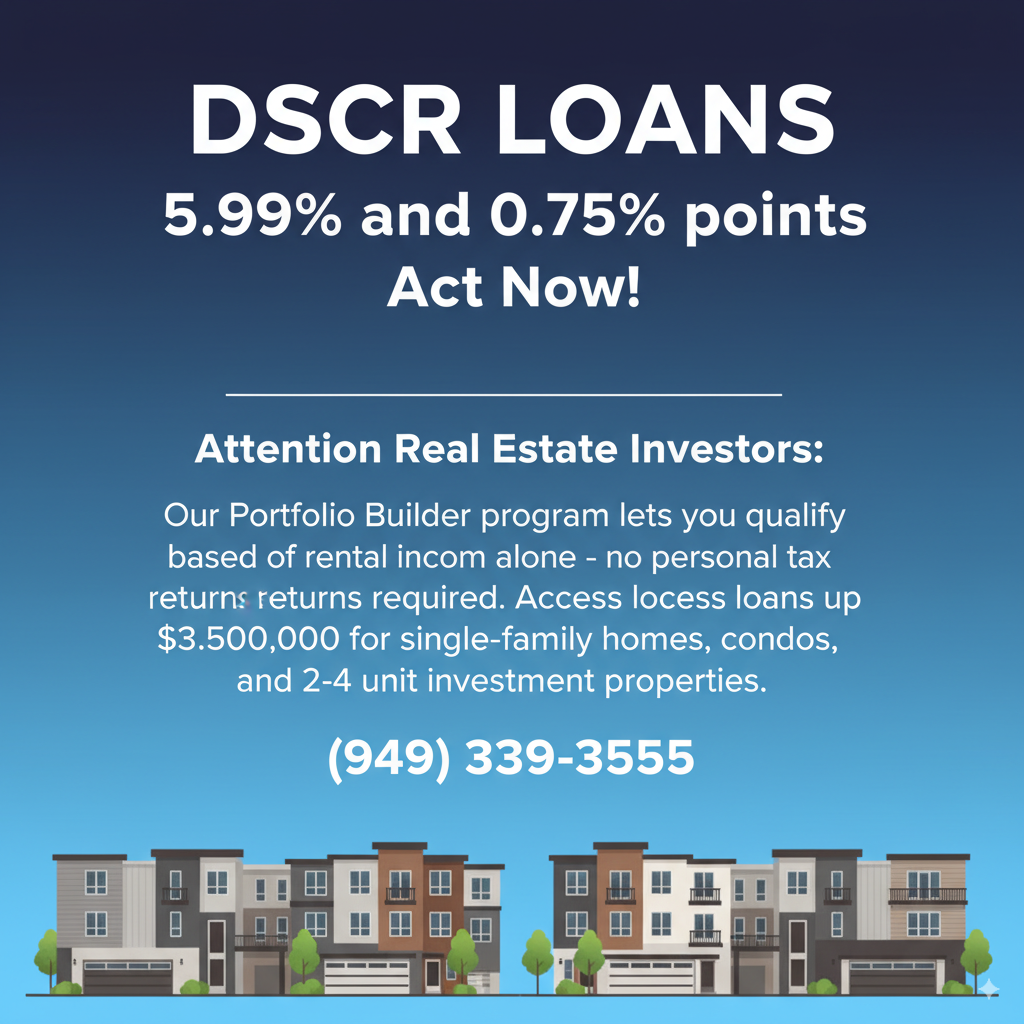 DSCR LOANS
5.99% and 0.75% points
Act Now!
Attention Real Estate Investors:
Our Portfolio Builder program lets you qualify
based of rental incom alone - no personal tax
returns returns required. Access locess loans up
$3.500,000 for single-family homes, condos,
and 2-4 unit investment properties.
(949) 339-3555